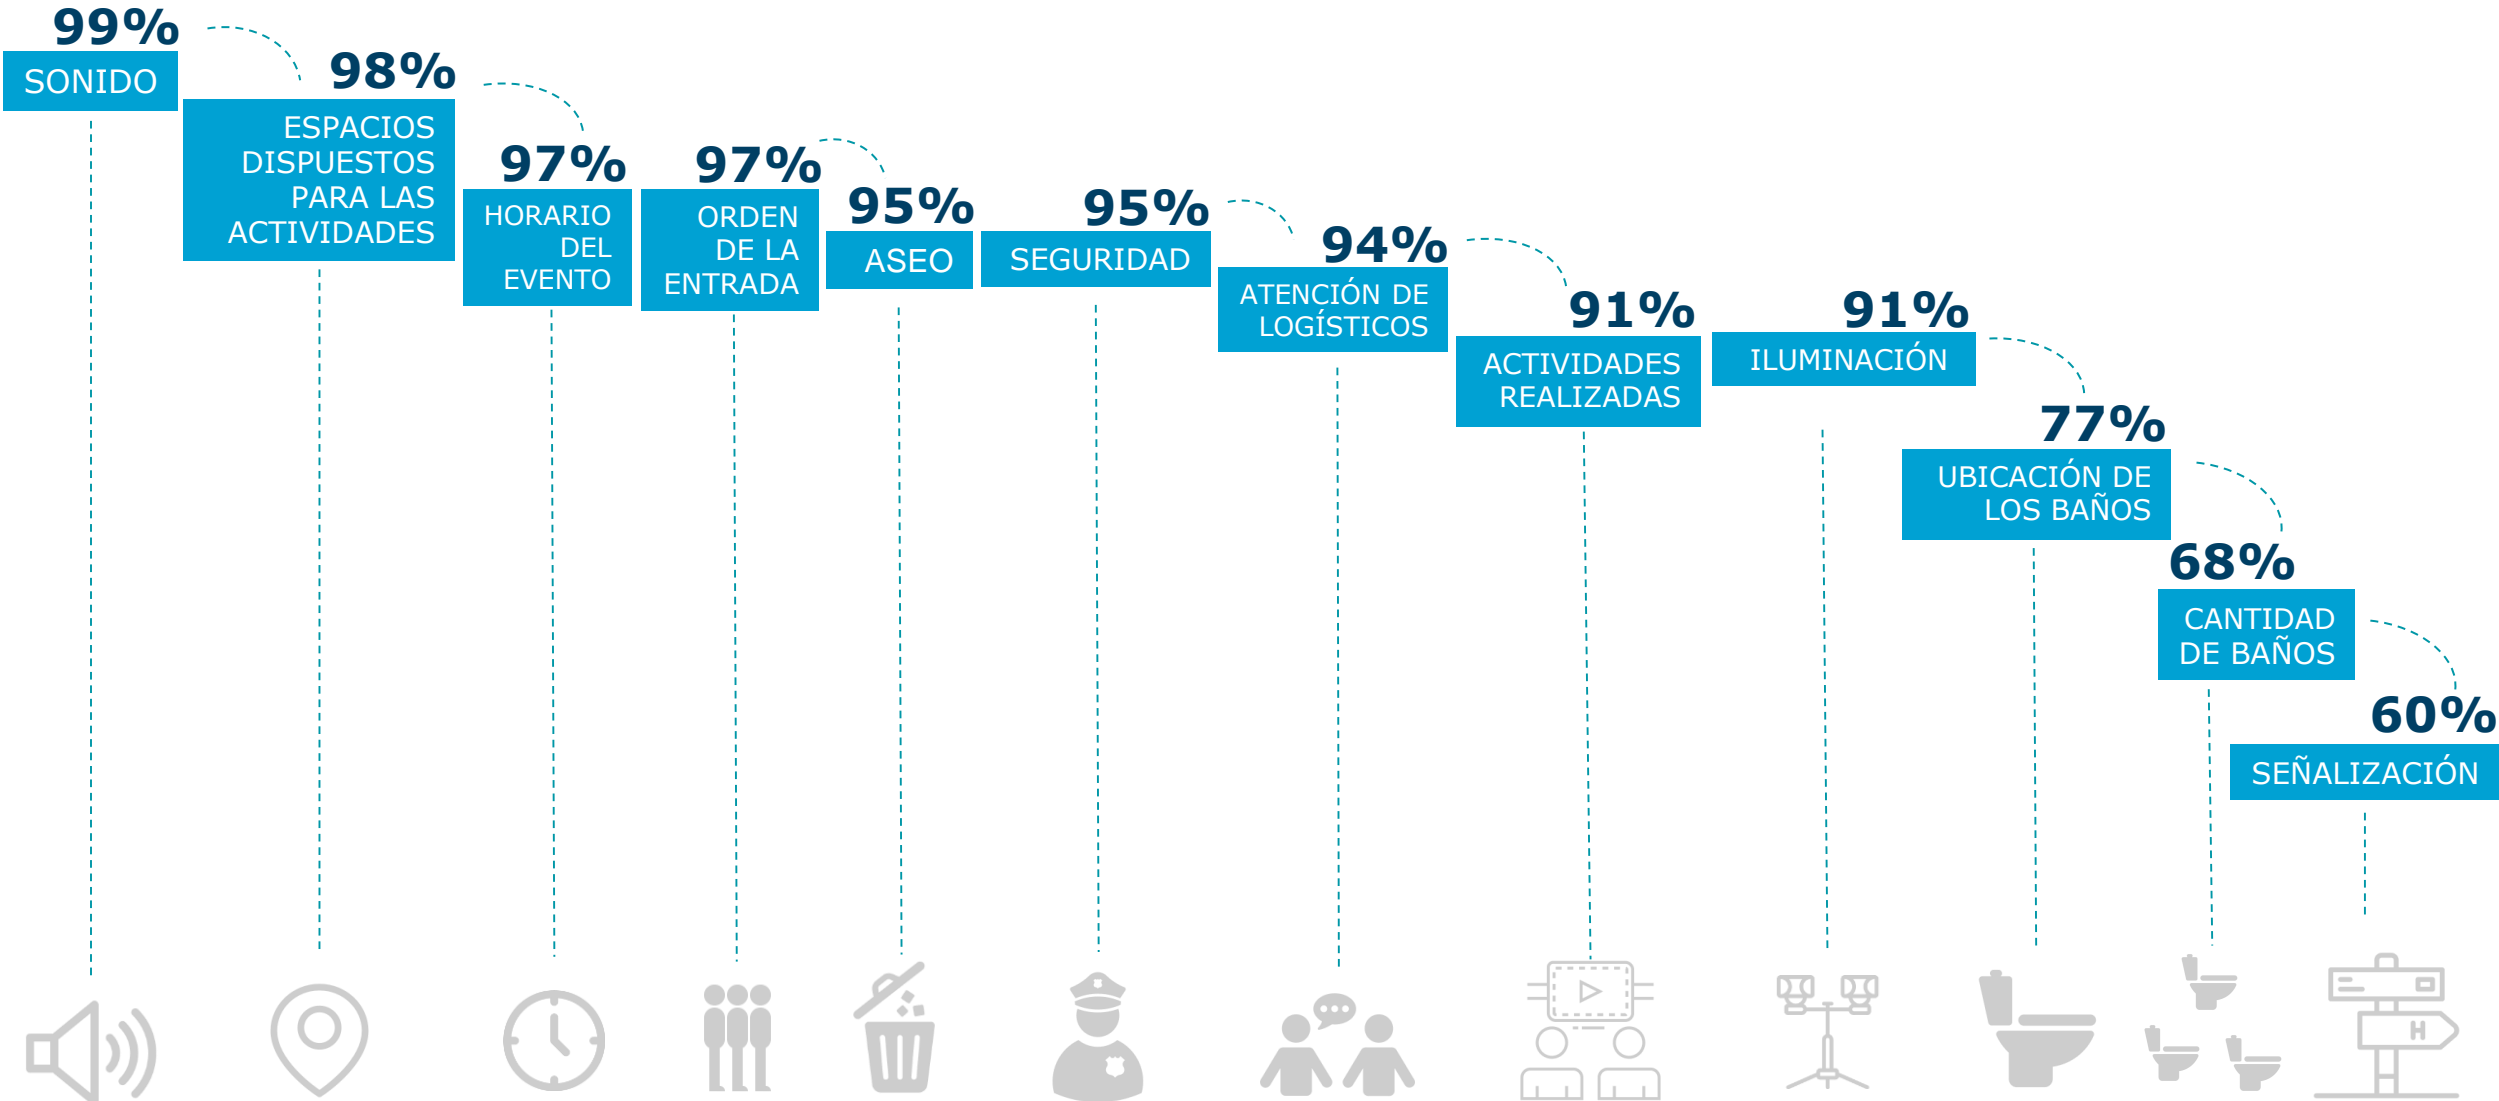 99%
SONIDO
98%
ESPACIOS
DISPUESTOS
PARA LAS
ACTIVIDADES
97%
HORARIO
DEL
EVENTO
97%
ORDEN
DE LA
ENTRADA
95%
ASEO
95%
SEGURIDAD
94%
ATENCIÓN DE
LOGÍSTICOS
91%
ACTIVIDADES
REALIZADAS
91%
ILUMINACIÓN
77%
UBICACIÓN DE
LOS BAÑOS
68%
CANTIDAD
DE BAÑOS
60%
SEÑALIZACIÓN
H